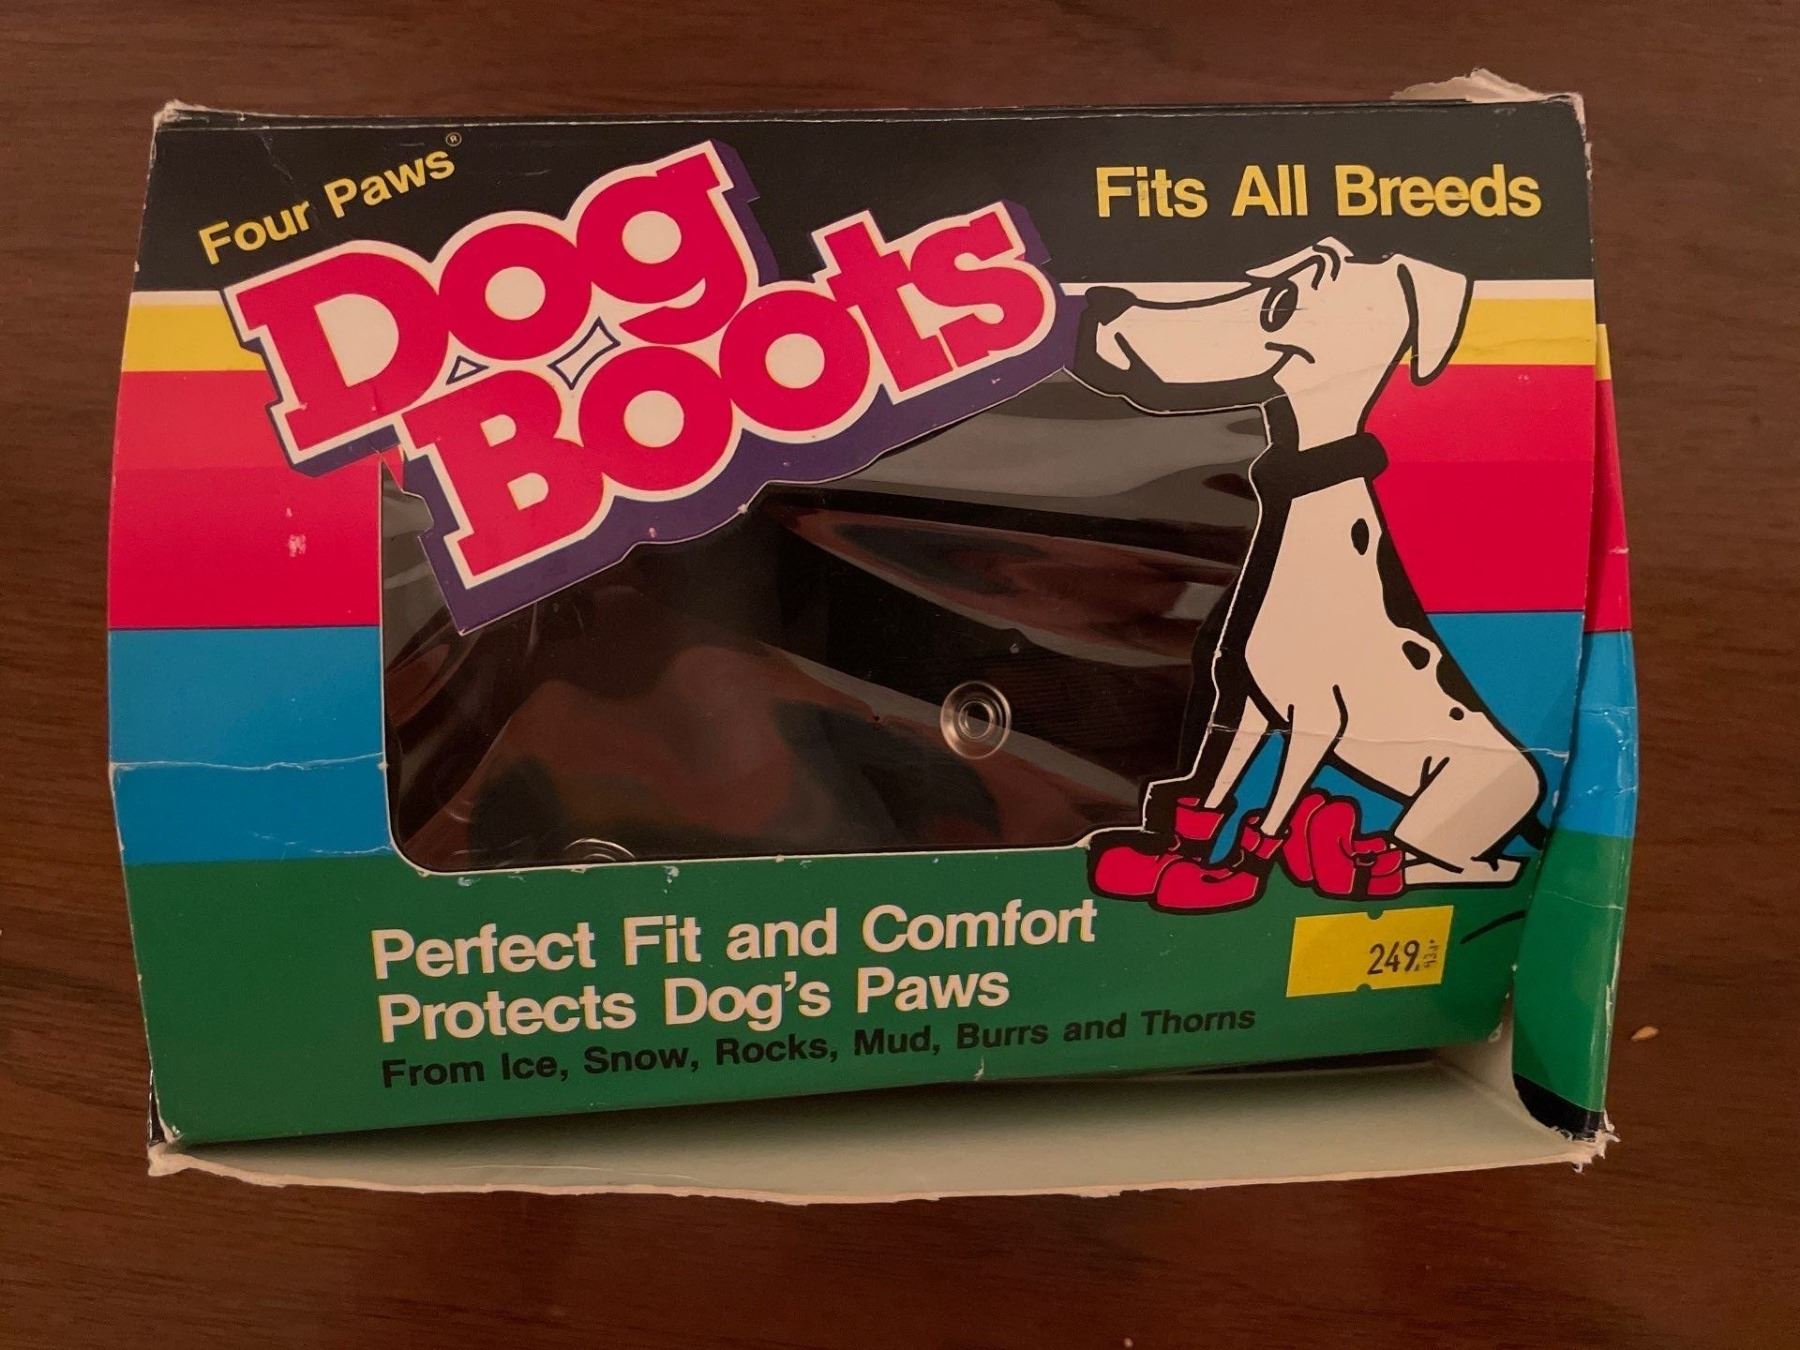 Four Paws®
Fits All Breeds
Dog
Boots
Perfect Fit and Comfort
Protects Dog's Paws
From Ice, Snow, Rocks, Mud, Burrs and Thorns
249.